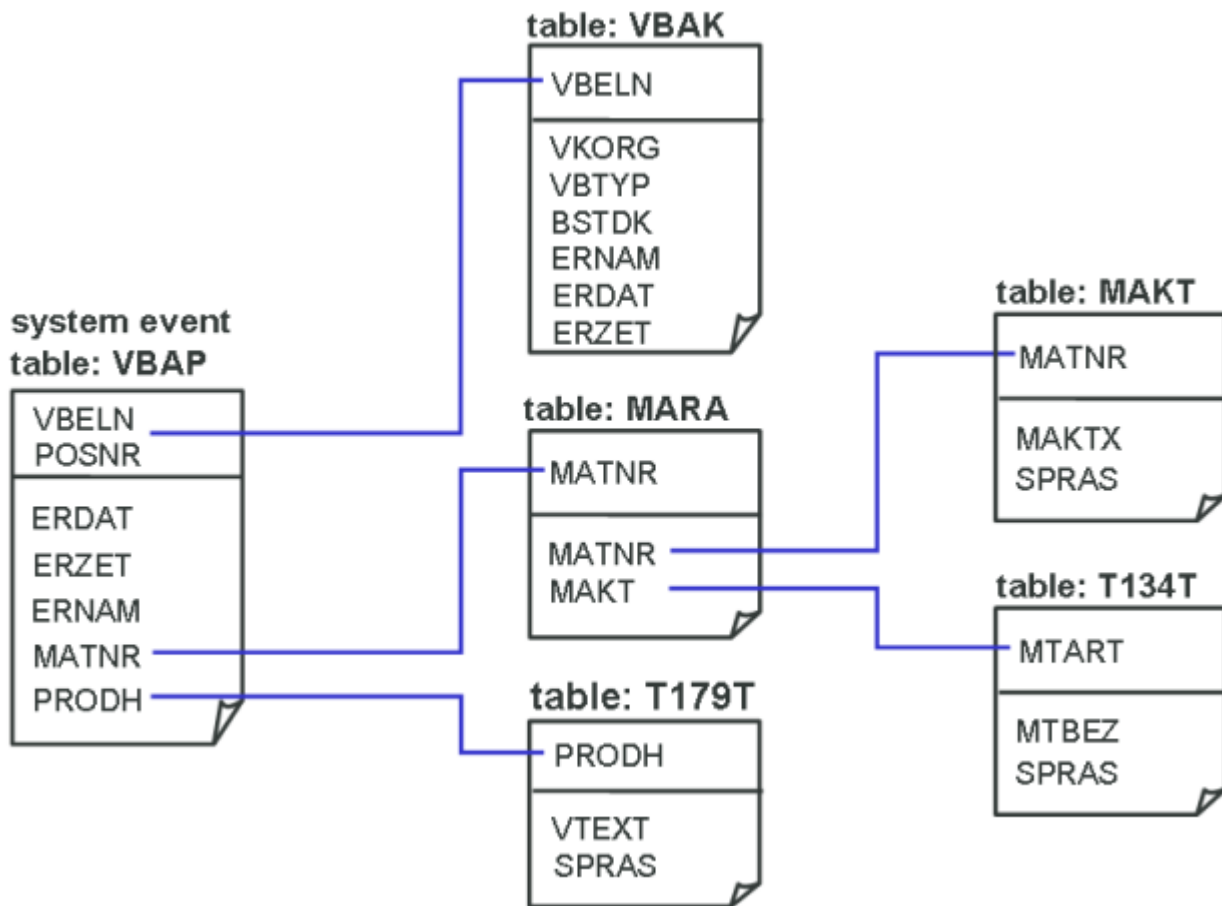 table: VBAK
VBELN
VKORG
VBTYP
BSTDK
ERNAM
ERDAT
ERZET
system event
table: VBAP
VBELN
POSNR
ERDAT
ERZET
ERNAM
MATNR
PRODH
table: MARA
MATNR
MATNR
MAKT
table: T179T
PRODH
VTEXT
SPRAS
table: MAKT
MATNR
MAKTX
SPRAS
table: T134T
MTART
MTBEZ
SPRAS